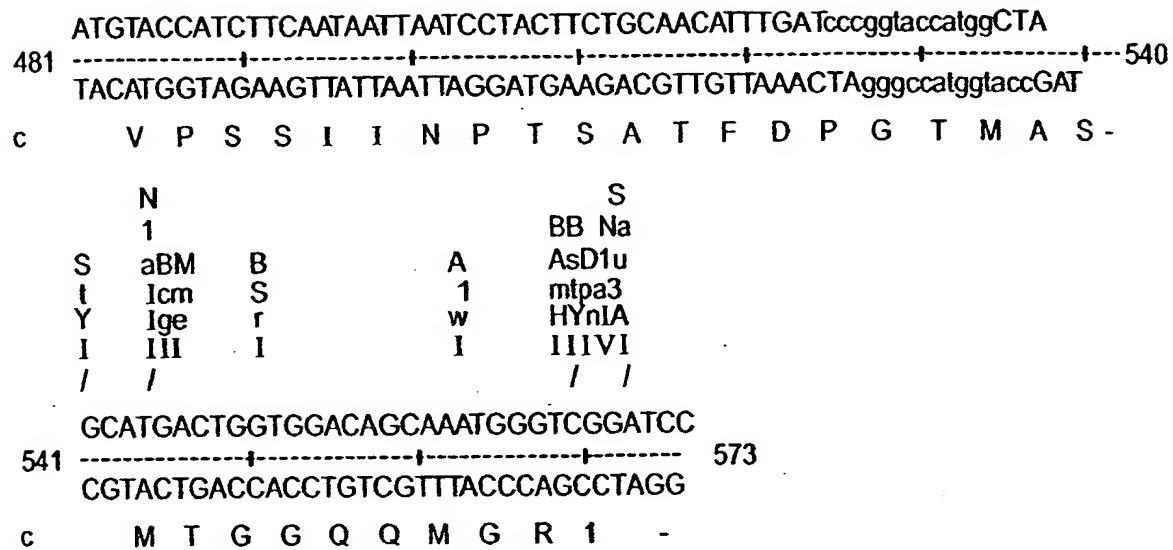 ATGTACCATCTTCAATAATTAATCCTACTTCTGCAACATTTGATcccggtaccatggCTA
481 ---------------+---------------+---------------+---------------+---------------+---------------+--- 540
TACATGGTAGAAGTTATTAATTAGGATGAAGACGTTGTTAAACTAgggccatggtaccGAT
c V P S S I I N P T S A T F D P G T M A S -
N S
1 BB Na
S aBM B A AsD1u
t Icm S 1 mtpa3
Y Ige r w HYnIA
I III I I IIIVI
/ / / /
GCATGACTGGTGGACAGCAAATGGGTCGGATCC
541 ---------------+---------------+---------------+-------- 573
CGTACTGACCACCTGTCGTTTACCCAGCCTAGG
c M T G G Q Q M G R 1 -